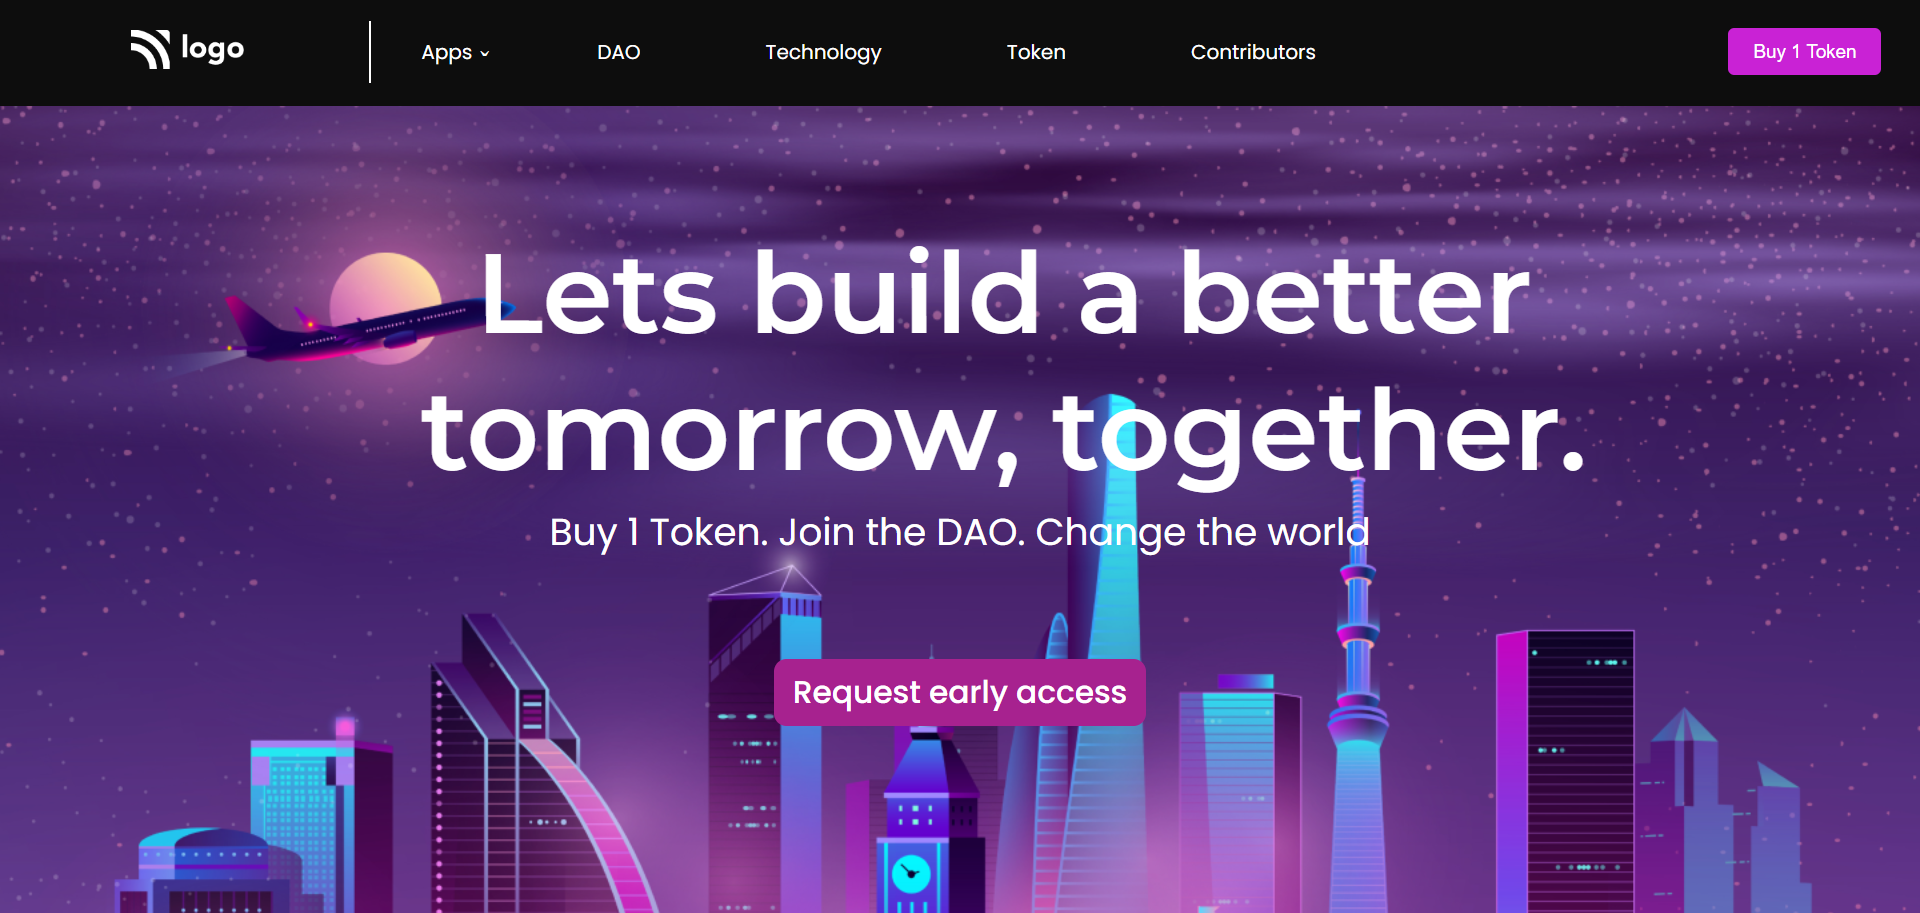 logo
Apps
DAO
Technology
Token
Contributors
Buy 1 Token
Lets build a better
tomorrow, together.
Buy 1 Token. Join the DAO. Change the world
Request early access